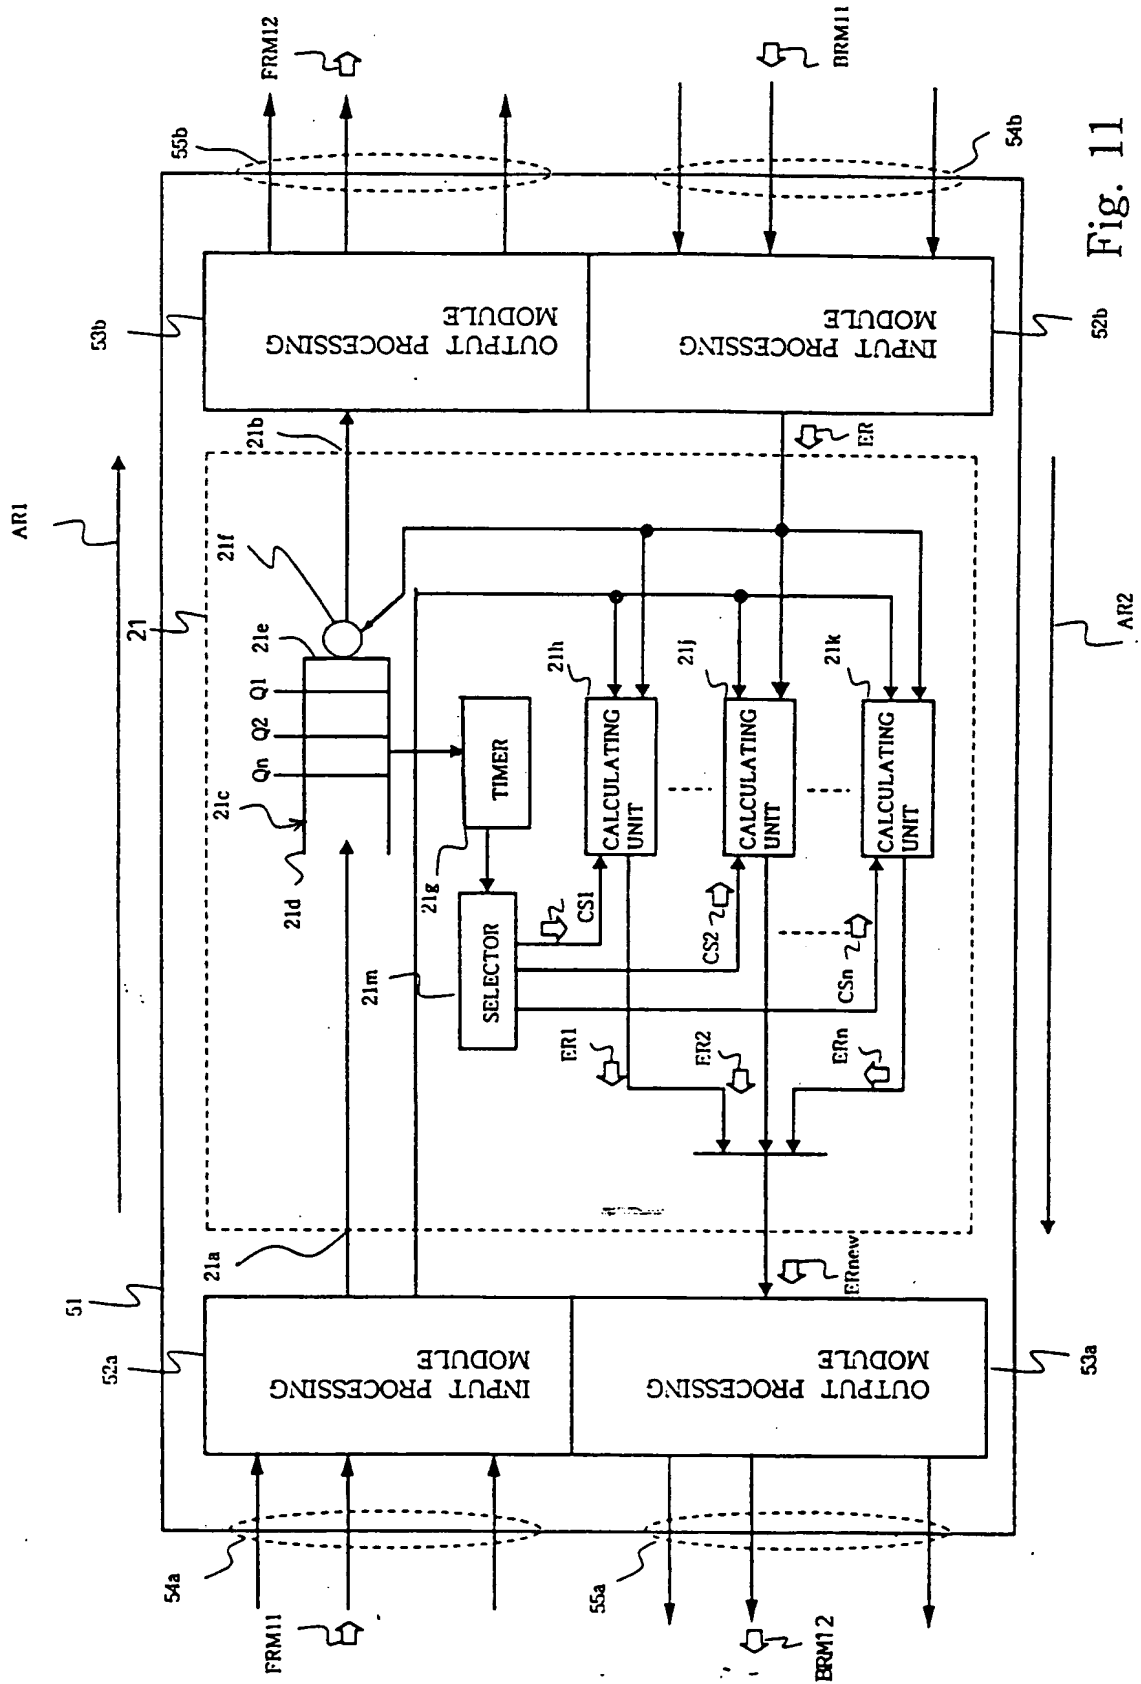 AR1
51
52a
INPUT PROCESSING
MODULE
54a
FRM11
21a
21
21d
21c
Qn
Q2
Q1
21e
21f
21b
53b
OUTPUT PROCESSING
MODULE
55b
FRM12
21m
SELECTOR
21g
TIMER
CS1
CALCULATING
UNIT
21h
ER1
CS2
CALCULATING
UNIT
21j
ER2
CSn
CALCULATING
UNIT
21k
ERn
ERnew
ER
OUTPUT PROCESSING
MODULE
53a
55a
BRM12
INPUT PROCESSING
MODULE
52b
54b
BRM11
AR2
Fig. 11